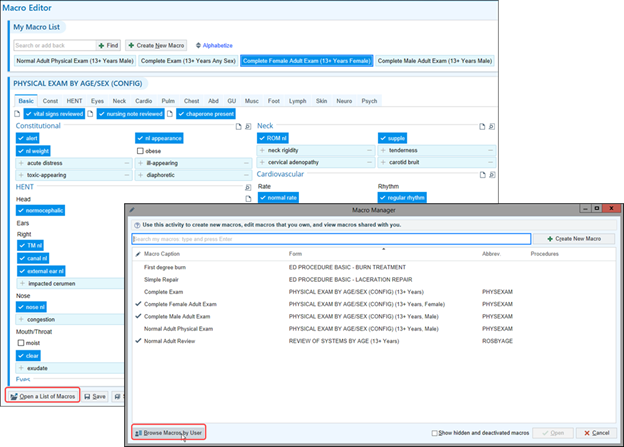 Macro Editor
My Macro List
Search or add back
Find
Create New Macro
Alphabetize
Normal Adult Physical Exam (13+ Years Male)
Complete Exam (13+ Years Any Sex)
Complete Female Adult Exam (13+ Years Female)
Complete Male Adult Exam (13+ Years Male)
PHYSICAL EXAM BY AGE/SEX (CONFIG)
Basic Const HENT Eyes Neck Cardio Pulm Chest Abd GU Musc Foot Lymph Skin Neuro Psych
vital signs reviewed
nursing note reviewed
chaperone present
Constitutional
alert
nl appearance
nl weight
obese
acute distress
ill-appearing
toxic-appearing
diaphoretic
HENT
Head
normocephalic
Ears
Right
TM nl
canal nl
external ear nl
impacted cerumen
Nose
nose nl
congestion
Mouth/Throat
moist
clear
exudate
Eyes
Neck
ROM nl
supple
neck rigidity
tenderness
cervical adenopathy
carotid bruit
Cardiovascular
Rate
Rhythm
normal rate
regular rhythm
Open a List of Macros
Save
Macro Manager
Use this activity to create new macros, edit macros that you own, and view macros shared with you.
Search my macros: type and press Enter
Create New Macro
Macro Caption Form Abbrev. Procedures
First degree burn ED PROCEDURE BASIC - BURN TREATMENT
Simple Repair ED PROCEDURE BASIC - LACERATION REPAIR
Complete Exam PHYSICAL EXAM BY AGE/SEX (CONFIG) (13+ Years) PHYSEXAM
Complete Female Adult Exam PHYSICAL EXAM BY AGE/SEX (CONFIG) (13+ Years, Female) PHYSEXAM
Complete Male Adult Exam PHYSICAL EXAM BY AGE/SEX (CONFIG) (13+ Years, Male) PHYSEXAM
Normal Adult Physical Exam PHYSICAL EXAM BY AGE/SEX (CONFIG) (13+ Years, Male) PHYSEXAM
Normal Adult Review REVIEW OF SYSTEMS BY AGE (13+ Years) ROSBYAGE
Browse Macros by User
Show hidden and deactivated macros
Open
Cancel